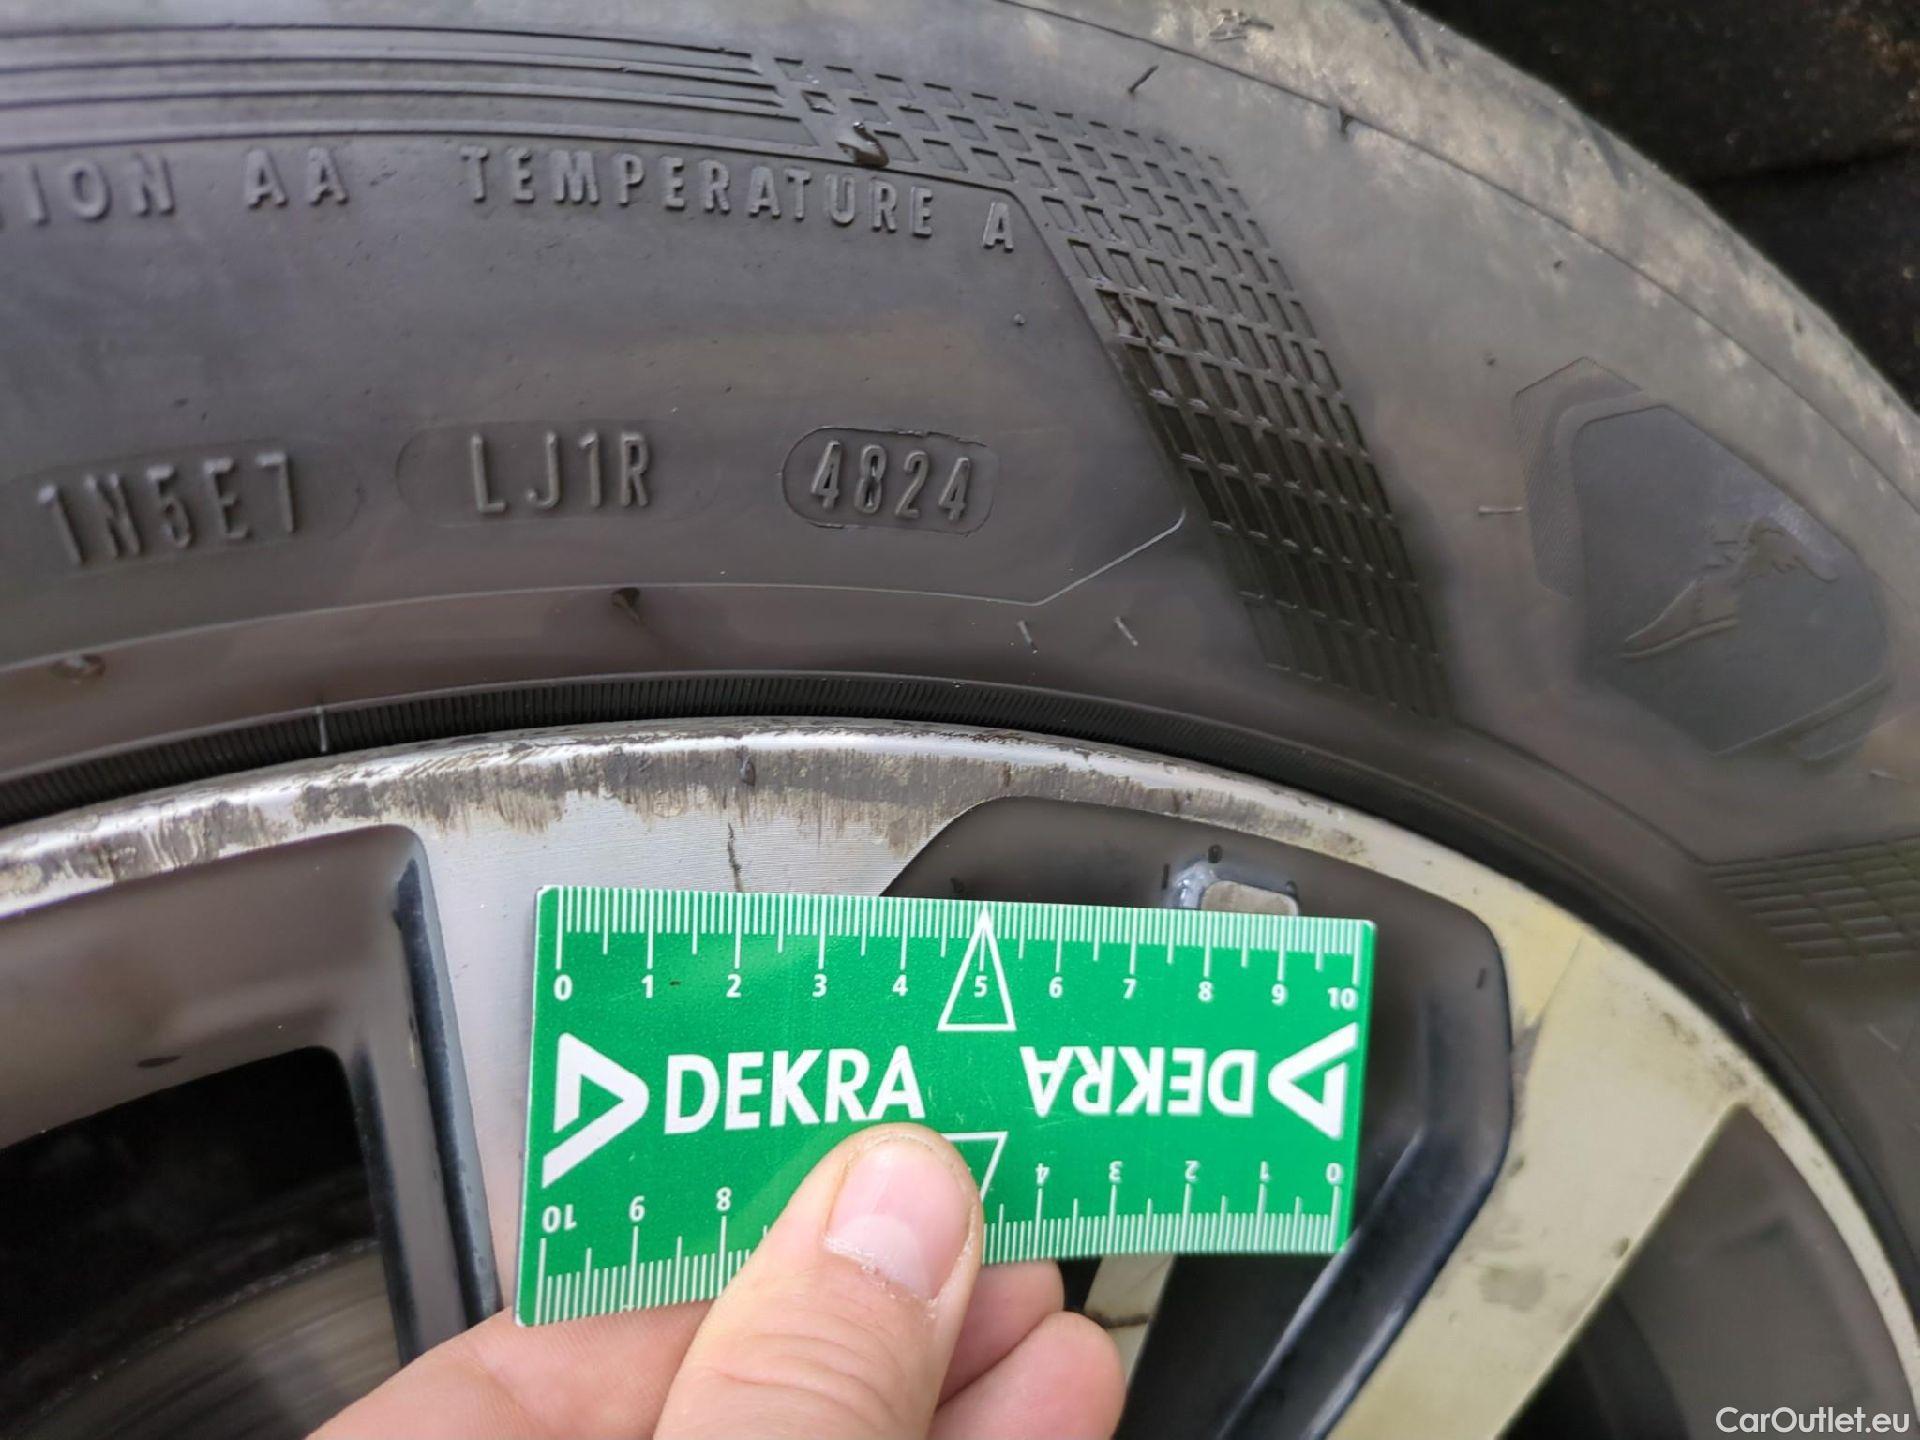 TION AA TEMPERATURE A
1N5E7 LJ1R 4824
0 1 2 3 4 5 6 7 8 9 10
DEKRA DEKRA
10 9 8 4 3 2 1 0
CarOutlet.eu